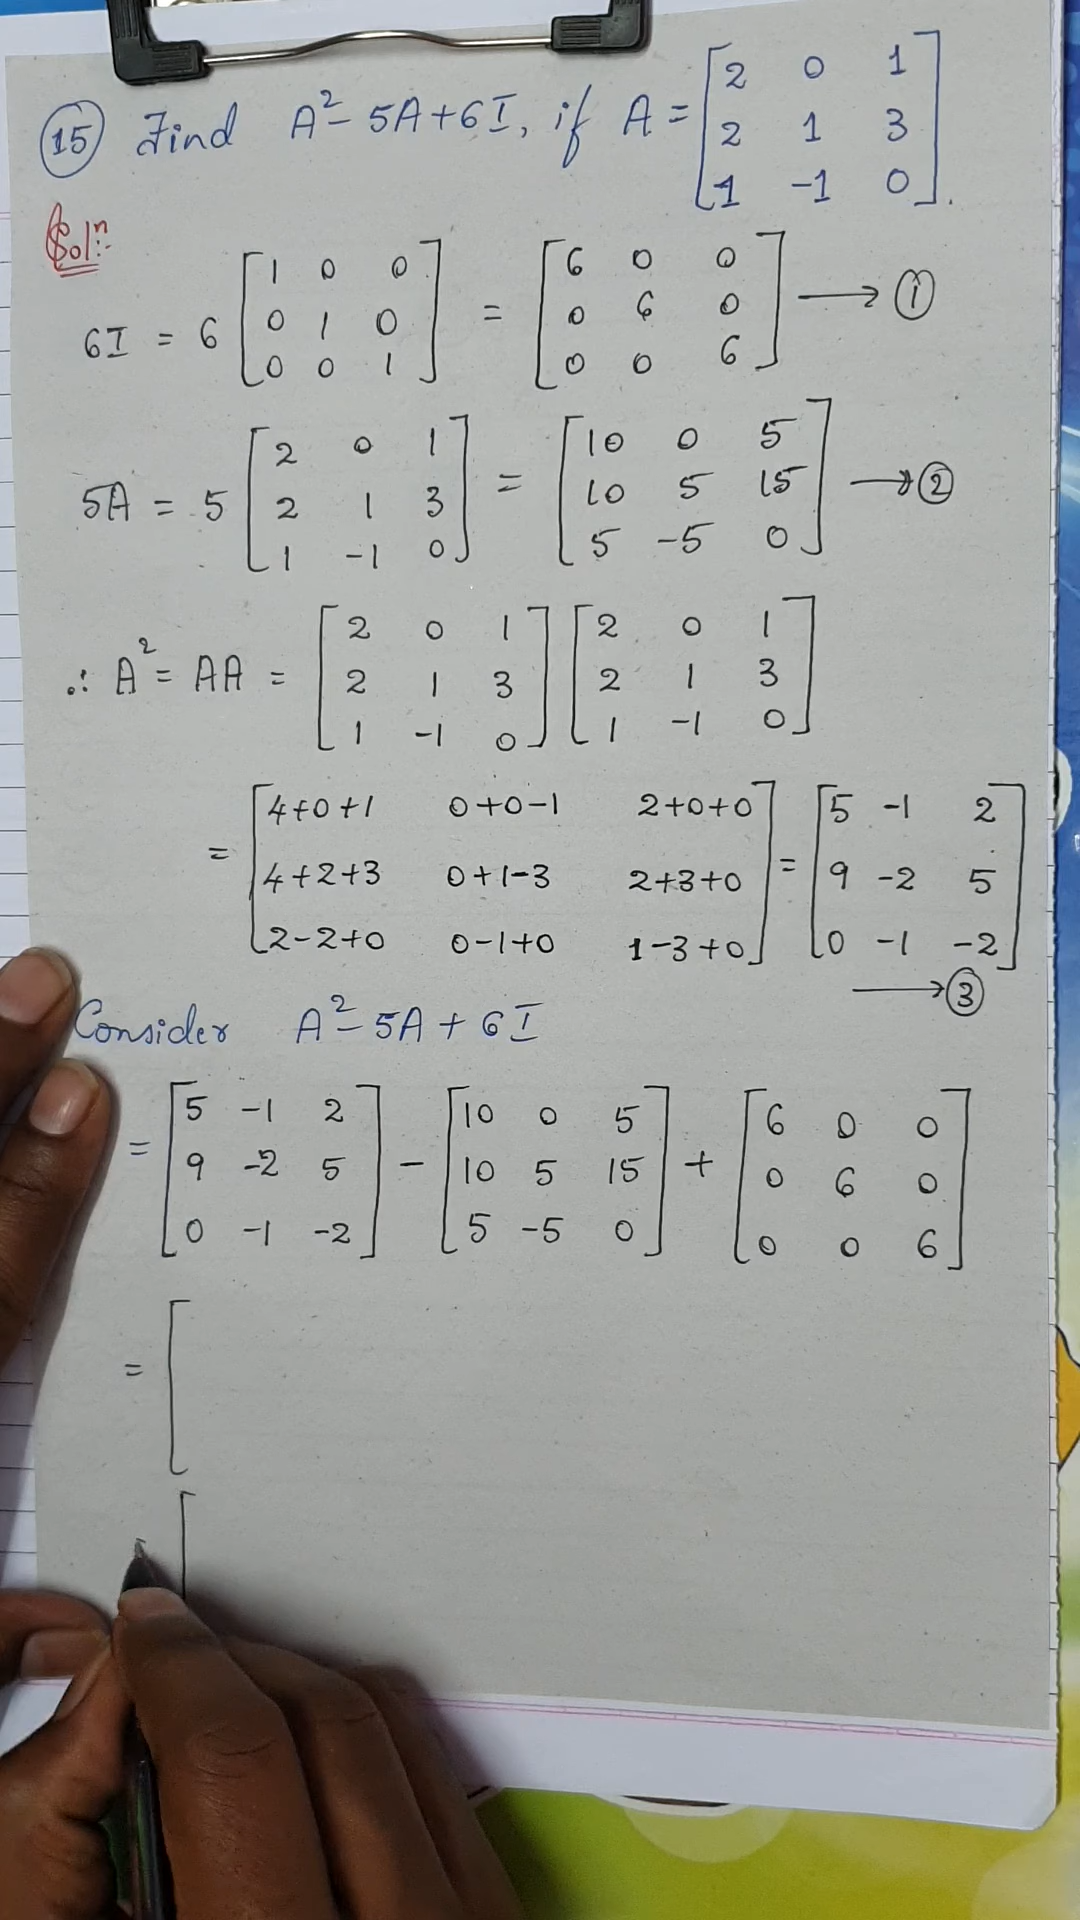 (15) Find A² - 5A + 6I, if A = [2 0 1; 2 1 3; 1 -1 0].
Solⁿ:-
6I = 6 [1 0 0; 0 1 0; 0 0 1] = [6 0 0; 0 6 0; 0 0 6] → (1)
5A = 5 [2 0 1; 2 1 3; 1 -1 0] = [10 0 5; 10 5 15; 5 -5 0] → (2)
∴ A² = AA = [2 0 1; 2 1 3; 1 -1 0] [2 0 1; 2 1 3; 1 -1 0]
= [4+0+1 0+0-1 2+0+0; 4+2+3 0+1-3 2+3+0; 2-2+0 0-1+0 1-3+0] = [5 -1 2; 9 -2 5; 0 -1 -2]
→ (3)
Consider A² - 5A + 6I
= [5 -1 2; 9 -2 5; 0 -1 -2] - [10 0 5; 10 5 15; 5 -5 0] + [6 0 0; 0 6 0; 0 0 6]
= [
= [